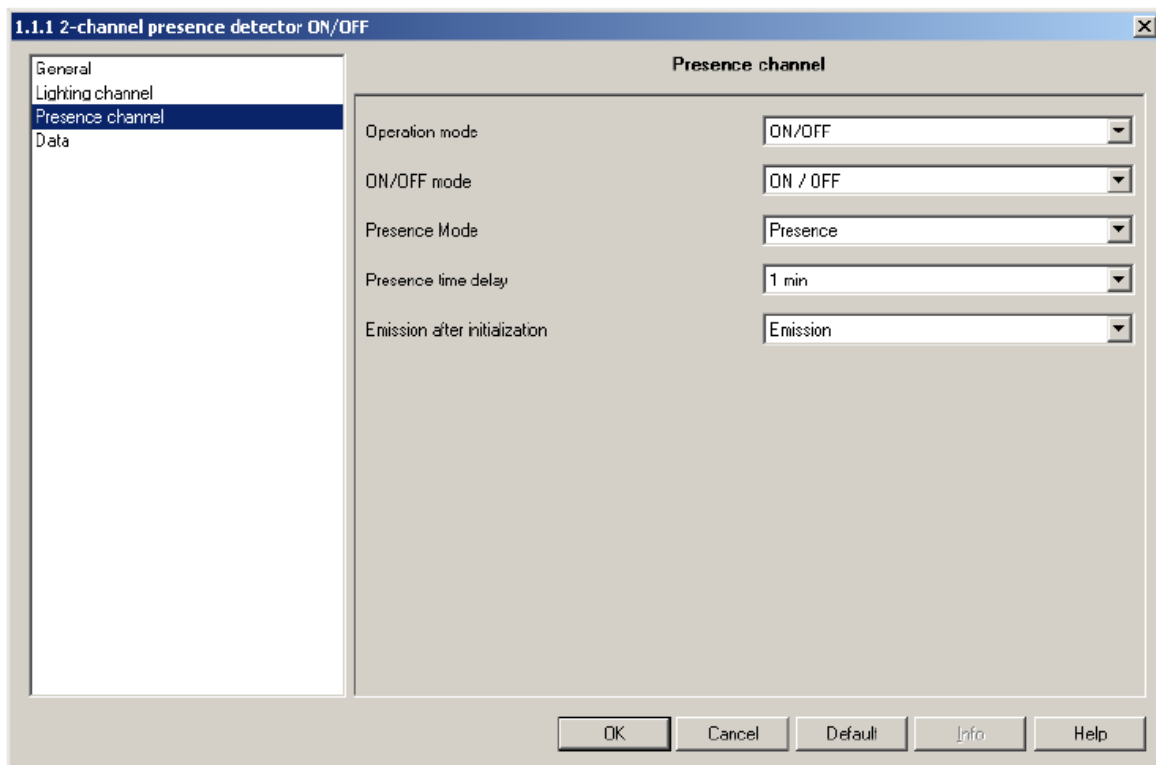 1.1.1 2-channel presence detector ON/OFF
General
Lighting channel
Presence channel
Data
Presence channel
Operation mode ON/OFF
ON/OFF mode ON / OFF
Presence Mode Presence
Presence time delay 1 min
Emission after initialization Emission
OK Cancel Default Info Help